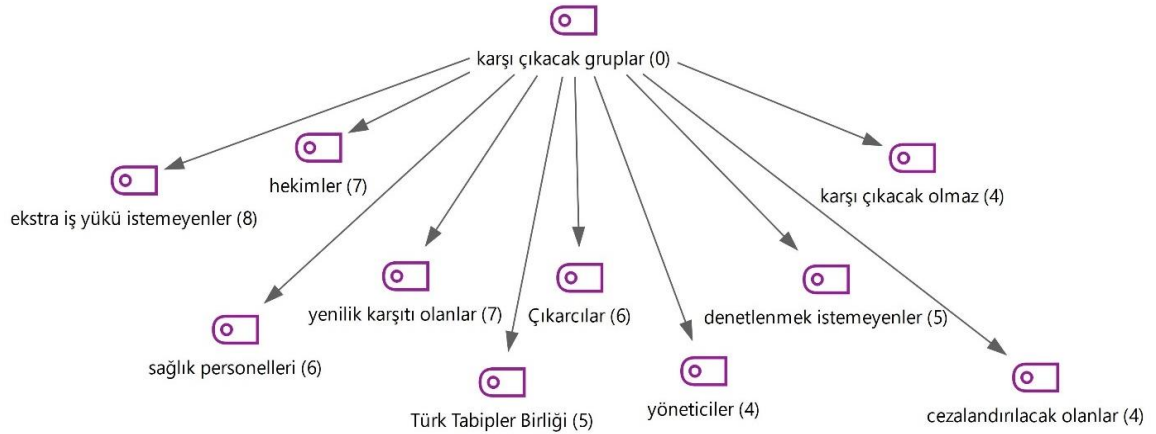 karşı çıkacak gruplar (0)
hekimler (7)
karşı çıkacak olmaz (4)
ekstra iş yükü istemeyenler (8)
yenilik karşıtı olanlar (7)
Çıkarcılar (6)
denetlenmek istemeyenler (5)
sağlık personelleri (6)
Türk Tabipler Birliği (5)
yöneticiler (4)
cezalandırılacak olanlar (4)